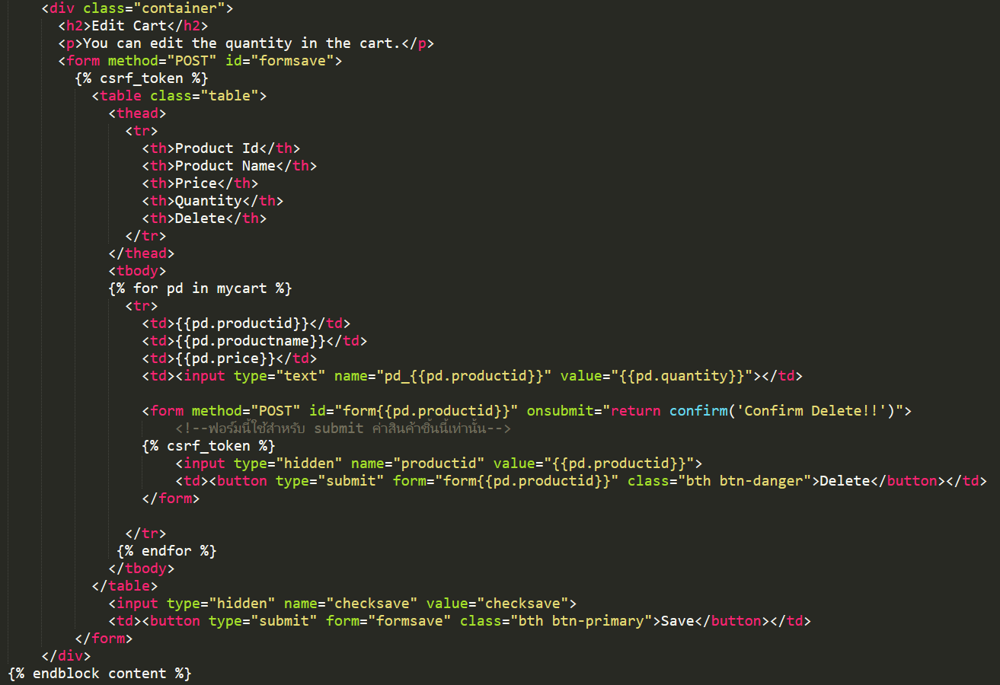 <div class="container">
<h2>Edit Cart</h2>
<p>You can edit the quantity in the cart.</p>
<form method="POST" id="formsave">
{% csrf_token %}
<table class="table">
<thead>
<tr>
<th>Product Id</th>
<th>Product Name</th>
<th>Price</th>
<th>Quantity</th>
<th>Delete</th>
</tr>
</thead>
<tbody>
{% for pd in mycart %}
<tr>
<td>{{pd.productid}}</td>
<td>{{pd.productname}}</td>
<td>{{pd.price}}</td>
<td><input type="text" name="pd_{{pd.productid}}" value="{{pd.quantity}}"></td>
<form method="POST" id="form{{pd.productid}}" onsubmit="return confirm('Confirm Delete!!')">
<!--ฟอร์มนี้ใช้สำหรับ submit ค่าสินค้าชิ้นนี้เท่านั้น-->
{% csrf_token %}
<input type="hidden" name="productid" value="{{pd.productid}}">
<td><button type="submit" form="form{{pd.productid}}" class="bth btn-danger">Delete</button></td>
</form>
</tr>
{% endfor %}
</tbody>
</table>
<input type="hidden" name="checksave" value="checksave">
<td><button type="submit" form="formsave" class="bth btn-primary">Save</button></td>
</form>
</div>
{% endblock content %}